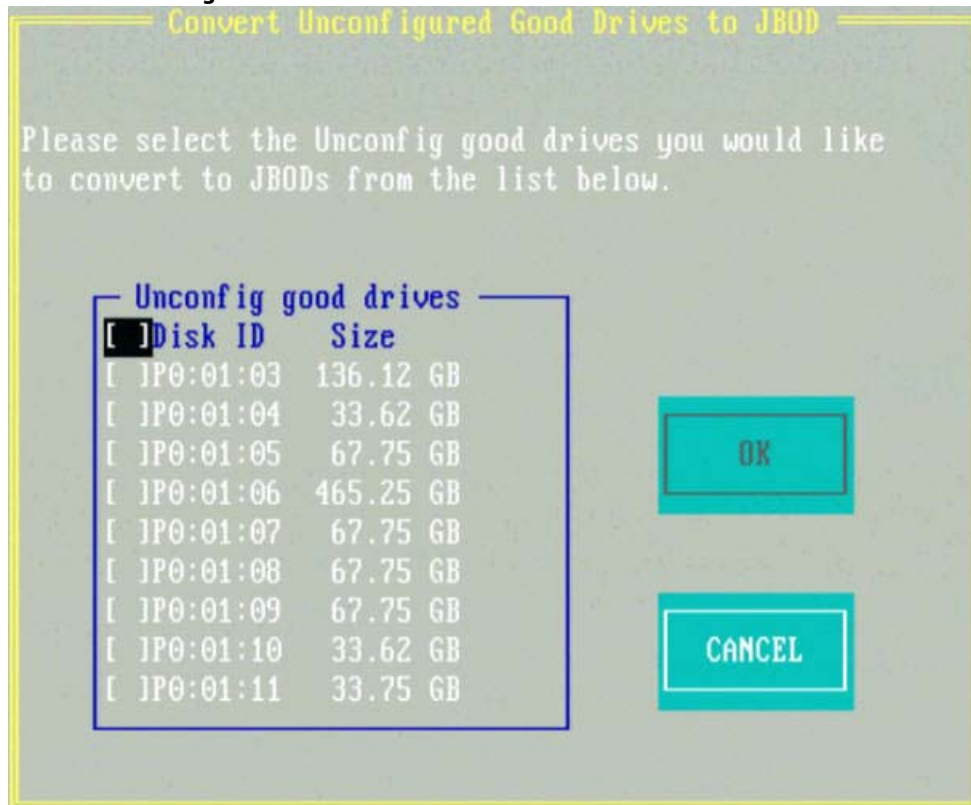 Convert Unconfigured Good Drives to JBOD
Please select the Unconfig good drives you would like
to convert to JBODs from the list below.
Unconfig good drives
[ ]Disk ID Size
[ ]P0:01:03 136.12 GB
[ ]P0:01:04 33.62 GB
[ ]P0:01:05 67.75 GB
[ ]P0:01:06 465.25 GB
[ ]P0:01:07 67.75 GB
[ ]P0:01:08 67.75 GB
[ ]P0:01:09 67.75 GB
[ ]P0:01:10 33.62 GB
[ ]P0:01:11 33.75 GB
OK
CANCEL